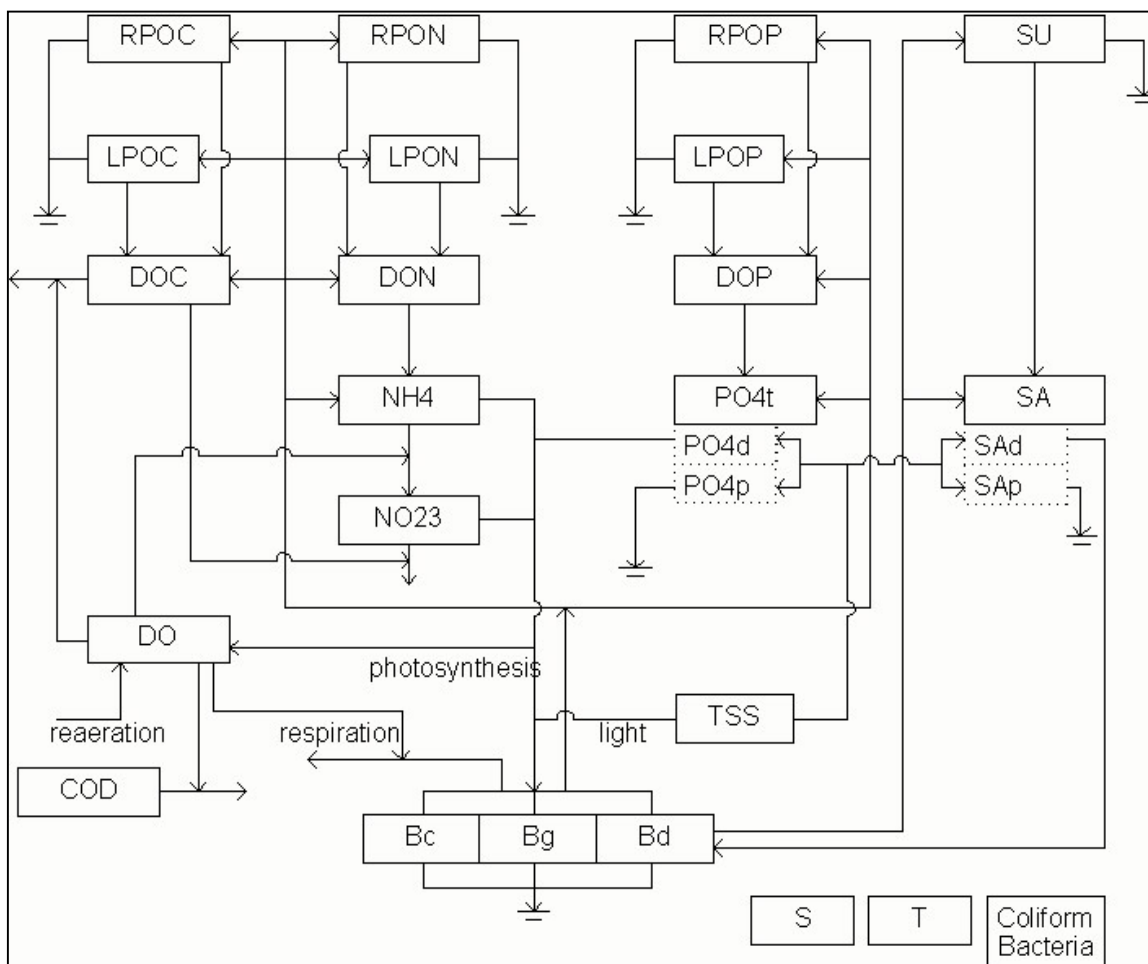 RPOC
RPON
RPOP
SU
LPOC
LPON
LPOP
DOC
DON
DOP
NH4
PO4t
SA
PO4d
SAd
PO4p
SAp
NO23
DO
photosynthesis
reaeration
respiration
light
TSS
COD
Bc
Bg
Bd
S
T
Coliform
Bacteria